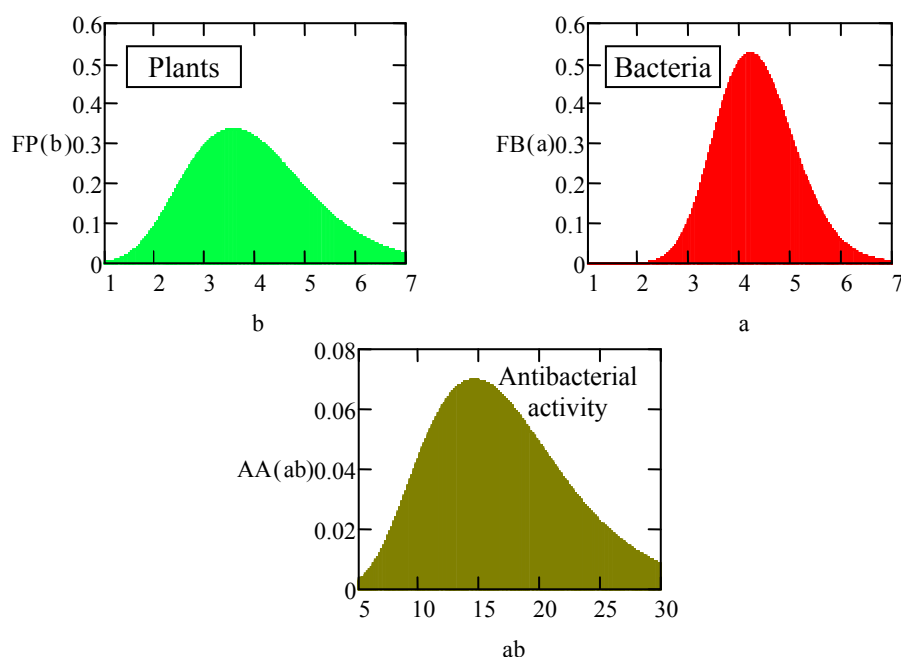 0.6
0.5
0.4
FP(b)0.3
0.2
0.1
0
1 2 3 4 5 6 7
b
Plants
0.6
0.5
0.4
FB(a)0.3
0.2
0.1
0
1 2 3 4 5 6 7
a
Bacteria
0.08
0.06
AA(ab)0.04
0.02
0
5 10 15 20 25 30
ab
Antibacterial
activity